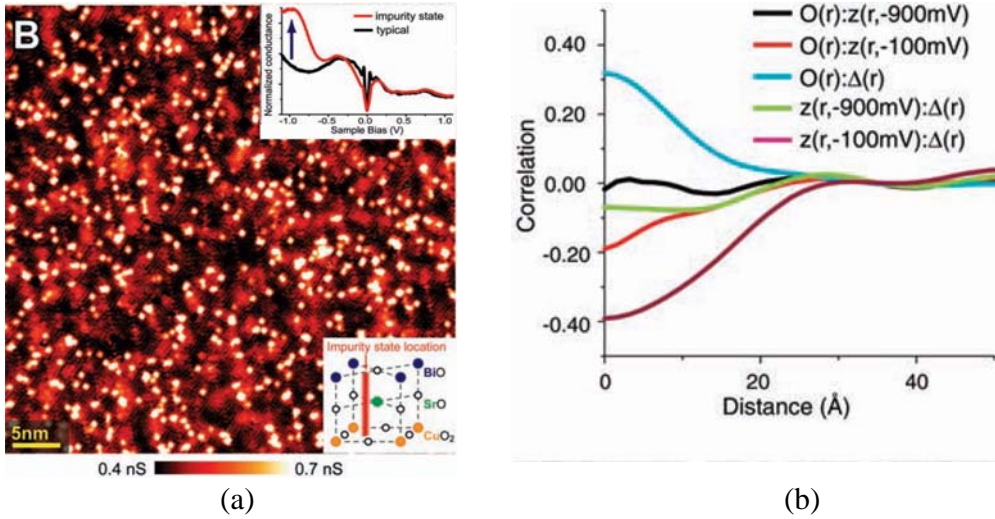 B
Normalized conductance
impurity state
typical
-1.0 -0.5 0.0 0.5 1.0
Sample Bias (V)
Impurity state location
BiO
SrO
CuO₂
5nm
0.4 nS 0.7 nS
(a)
O(r):z(r,-900mV)
O(r):z(r,-100mV)
O(r):Δ(r)
z(r,-900mV):Δ(r)
z(r,-100mV):Δ(r)
Correlation
0.40
0.20
0.00
-0.20
-0.40
0 20 40
Distance (Å)
(b)